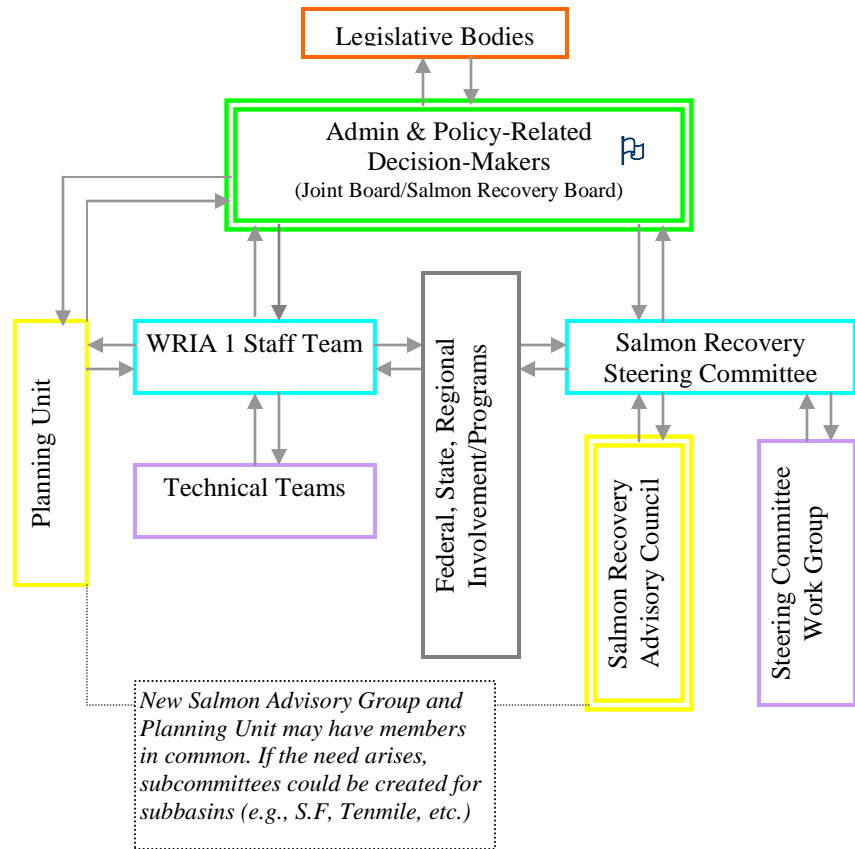 Legislative Bodies
Admin & Policy-Related
Decision-Makers
(Joint Board/Salmon Recovery Board)
Planning Unit
WRIA 1 Staff Team
Technical Teams
Federal, State, Regional
Involvement/Programs
Salmon Recovery
Steering Committee
Salmon Recovery
Advisory Council
Steering Committee
Work Group
New Salmon Advisory Group and
Planning Unit may have members
in common. If the need arises,
subcommittees could be created for
subbasins (e.g., S.F, Tenmile, etc.)